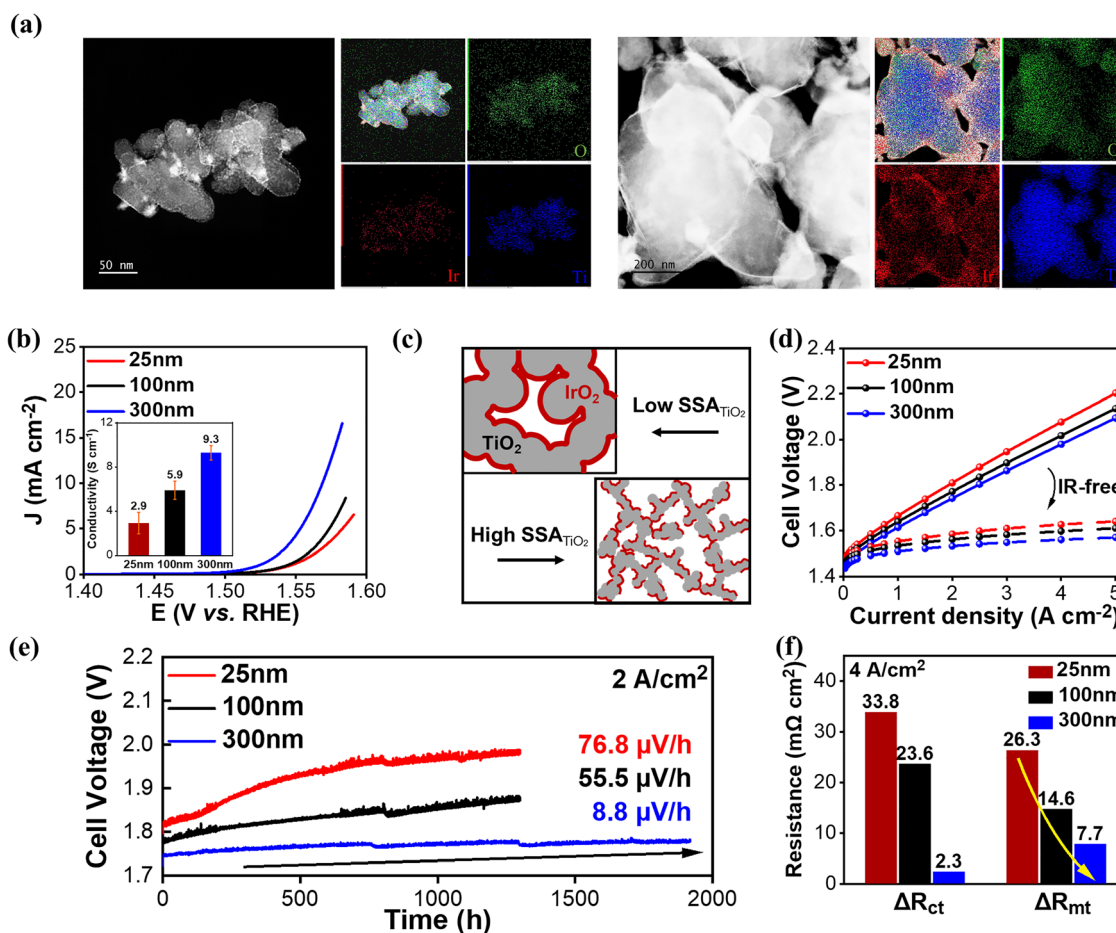 (a)
50 nm
O
Ir
Ti
200 nm
Ir
(b)
25
20
15
10
5
0
J (mA cm-2)
25nm
100nm
300nm
12
8
4
0
Conductivity (S cm-1)
2.9
5.9
9.3
25nm 100nm 300nm
1.40 1.45 1.50 1.55 1.60
E (V vs. RHE)
(c)
IrO2
TiO2
Low SSATiO2
High SSATiO2
(d)
2.4
2.2
2.0
1.8
1.6
1.4
Cell Voltage (V)
25nm
100nm
300nm
IR-free
0 1 2 3 4 5
Current density (A cm-2)
(e)
2.2
2.1
2.0
1.9
1.8
1.7
Cell Voltage (V)
25nm
100nm
300nm
2 A/cm2
76.8 μV/h
55.5 μV/h
8.8 μV/h
0 500 1000 1500 2000
Time (h)
(f)
40
30
20
10
0
Resistance (mΩ cm2)
4 A/cm2
25nm
100nm
300nm
33.8
23.6
2.3
26.3
14.6
7.7
ΔRct ΔRmt